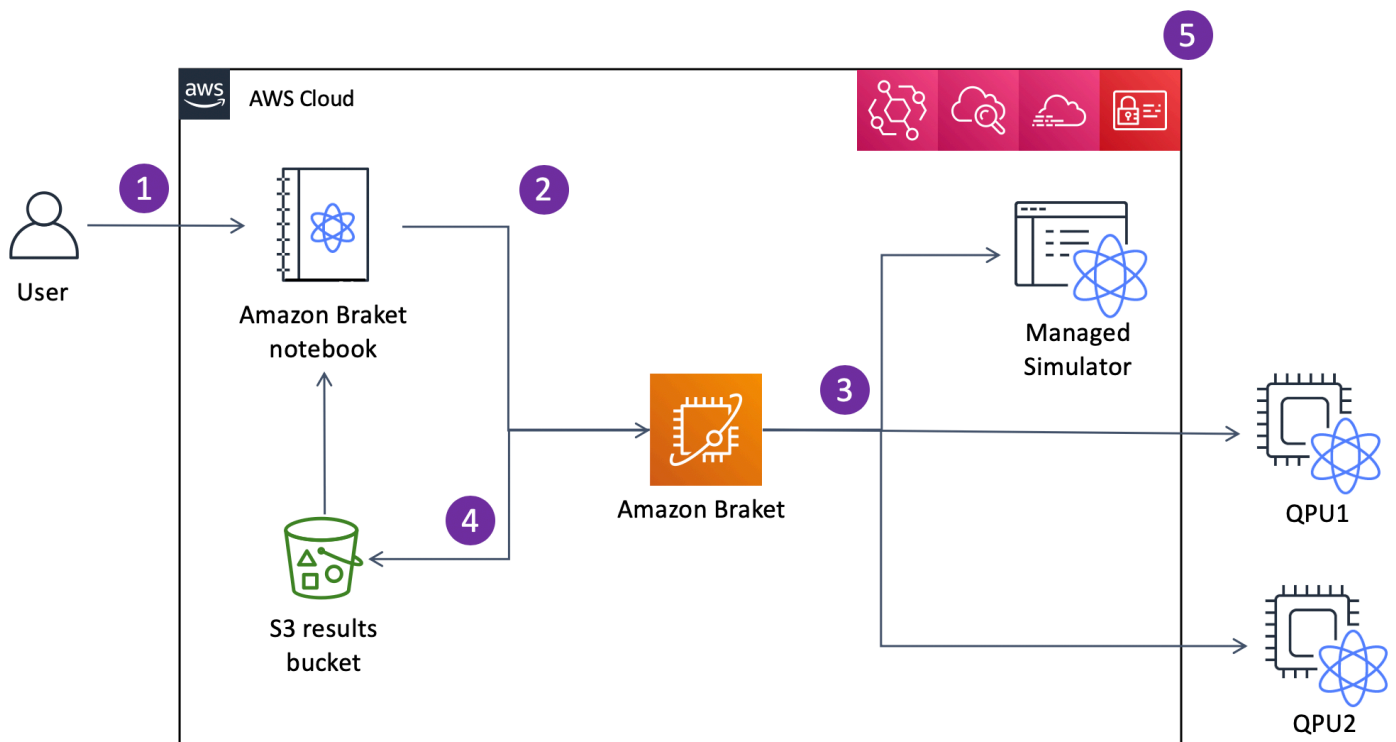 5
aws
AWS Cloud
1
2
User
Amazon Braket
notebook
Managed
Simulator
3
Amazon Braket
4
QPU1
S3 results
bucket
QPU2